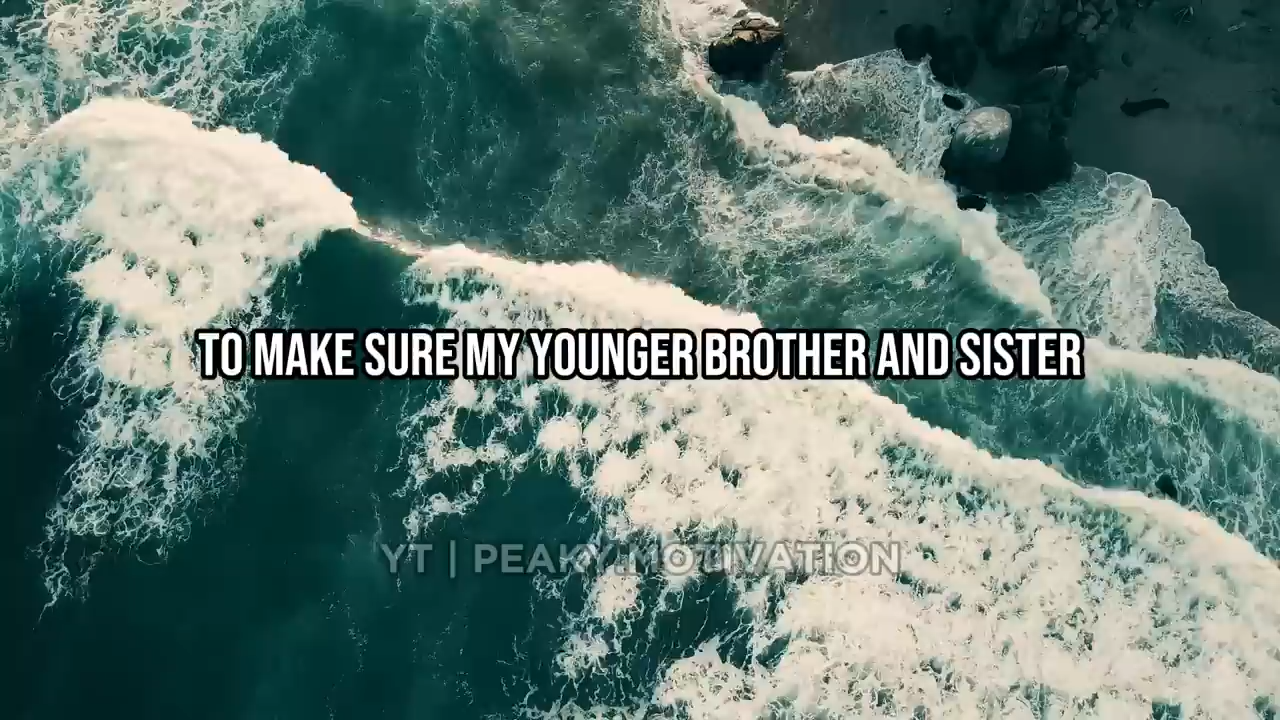 TO MAKE SURE MY YOUNGER BROTHER AND SISTER
YT | PEAKY.MOTIVATION